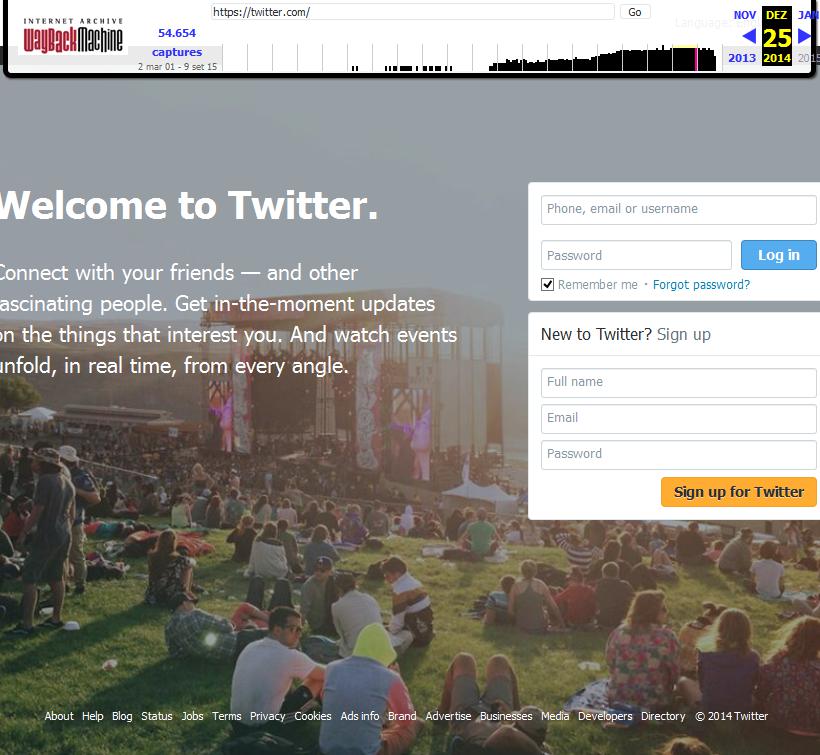 INTERNET ARCHIVE
WayBackMachine
https://twitter.com/
Go
54.654
captures
2 mar 01 - 9 set 15
NOV DEZ JAN
25
2013 2014 2015
Language:
Welcome to Twitter.
Connect with your friends — and other
fascinating people. Get in-the-moment updates
on the things that interest you. And watch events
unfold, in real time, from every angle.
Phone, email or username
Password
Log in
Remember me · Forgot password?
New to Twitter? Sign up
Full name
Email
Password
Sign up for Twitter
About Help Blog Status Jobs Terms Privacy Cookies Ads info Brand Advertise Businesses Media Developers Directory © 2014 Twitter